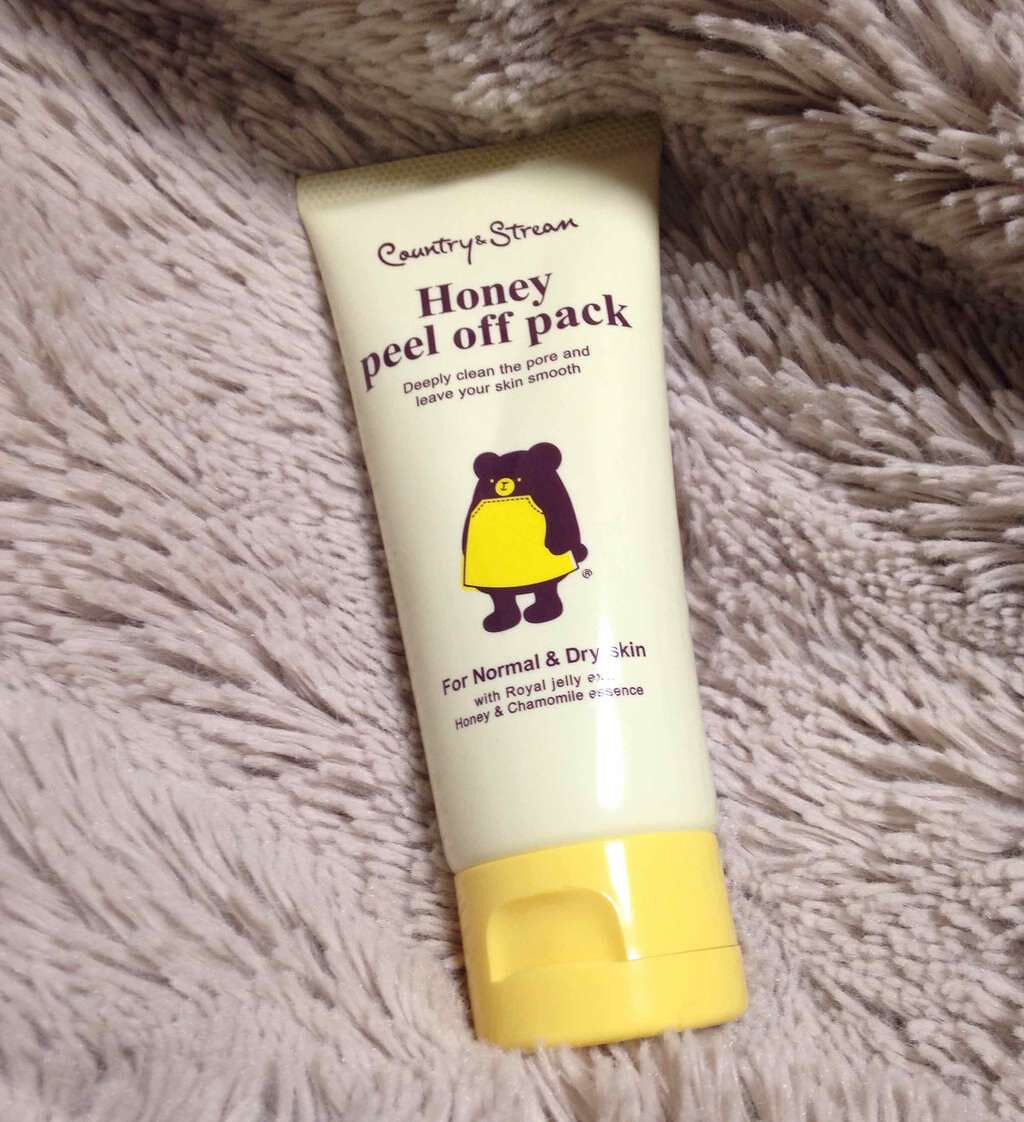 Country & Stream
Honey
peel off pack
Deeply clean the pore and
leave your skin smooth
®
For Normal & Dry skin
with Royal jelly
Honey & Chamomile essence